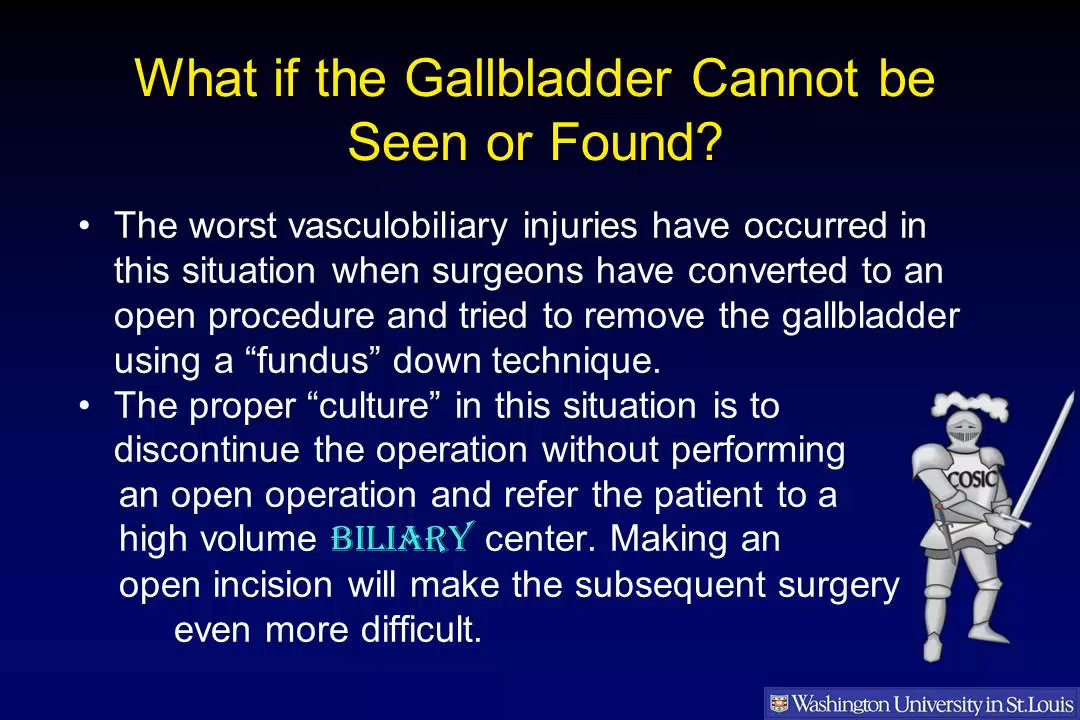 What if the Gallbladder Cannot be
Seen or Found?
• The worst vasculobiliary injuries have occurred in
this situation when surgeons have converted to an
open procedure and tried to remove the gallbladder
using a “fundus” down technique.
• The proper “culture” in this situation is to
discontinue the operation without performing
an open operation and refer the patient to a
high volume BILIARY center. Making an
open incision will make the subsequent surgery
even more difficult.
COSIC
Washington University in St.Louis